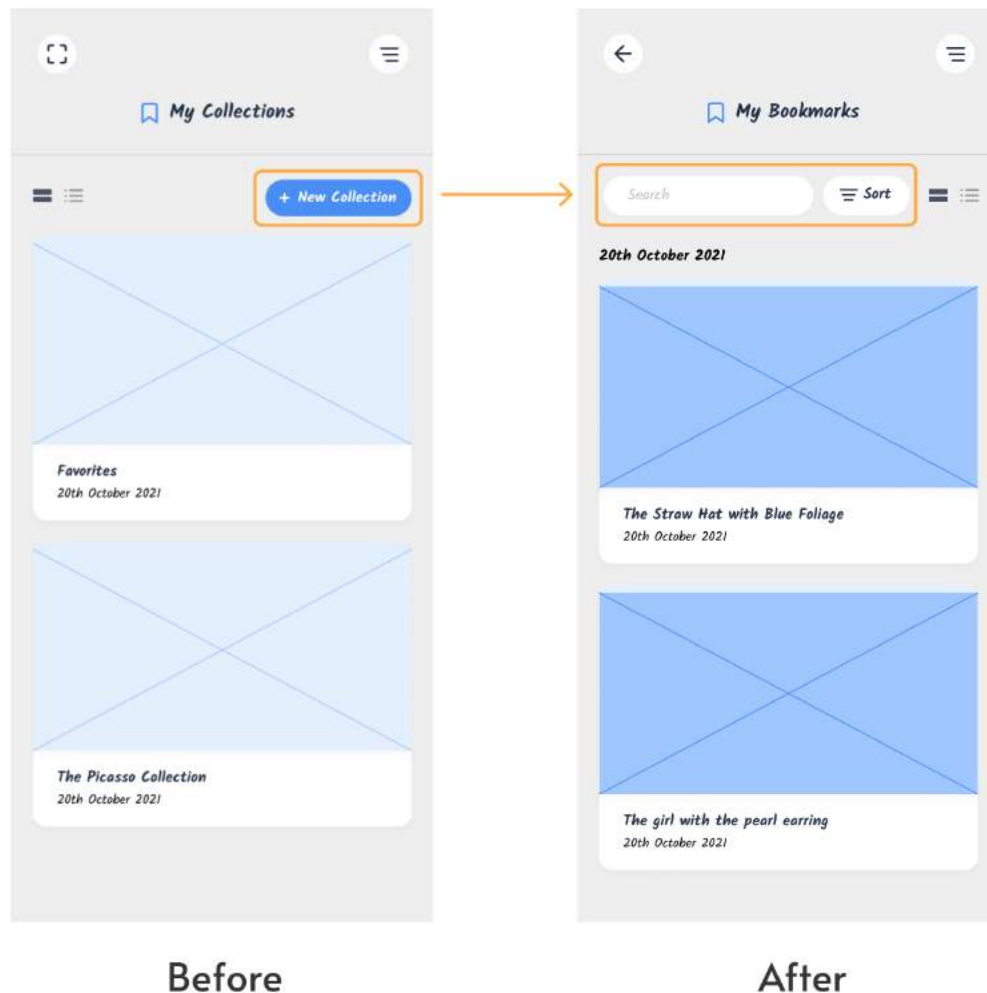 My Collections
+ New Collection
Favorites
20th October 2021
The Picasso Collection
20th October 2021
Before
My Bookmarks
Search
Sort
20th October 2021
The Straw Hat with Blue Foliage
20th October 2021
The girl with the pearl earring
20th October 2021
After